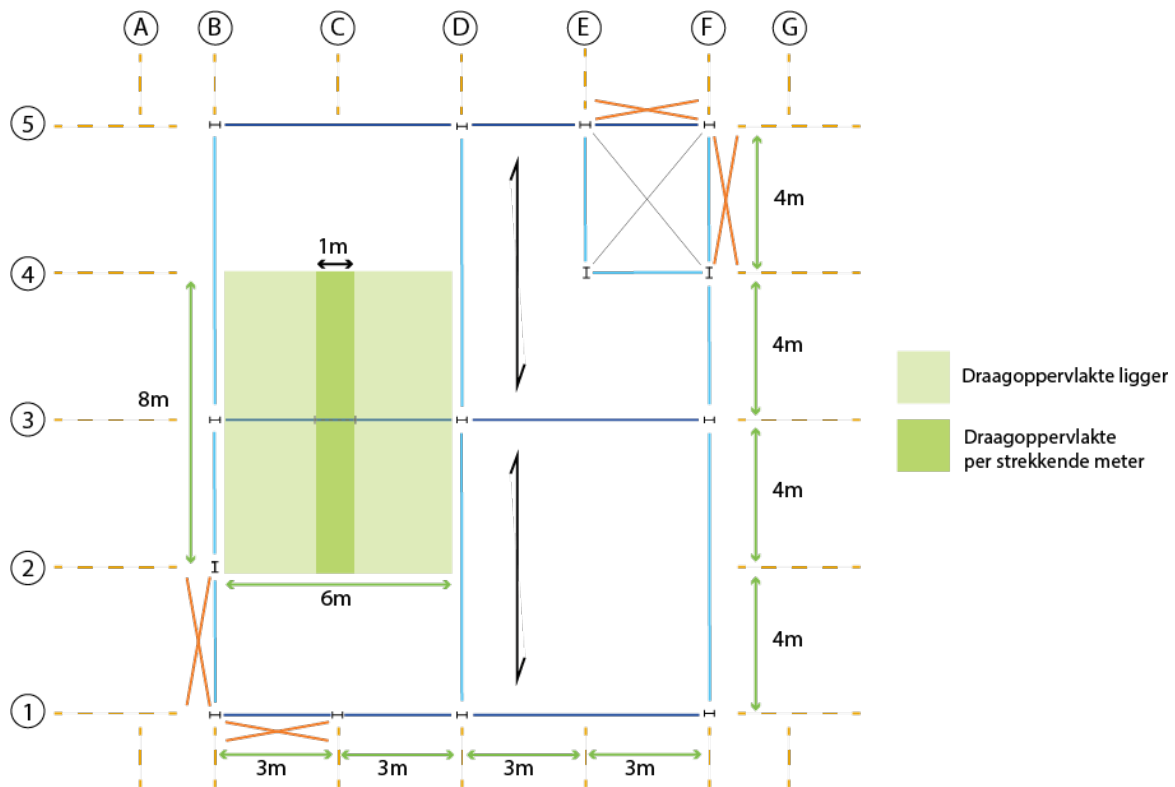 A B C D E F G
5
4m
1m
4
4m
8m
Draagoppervlakte ligger
3
Draagoppervlakte
per strekkende meter
4m
2
6m
4m
1
3m 3m 3m 3m